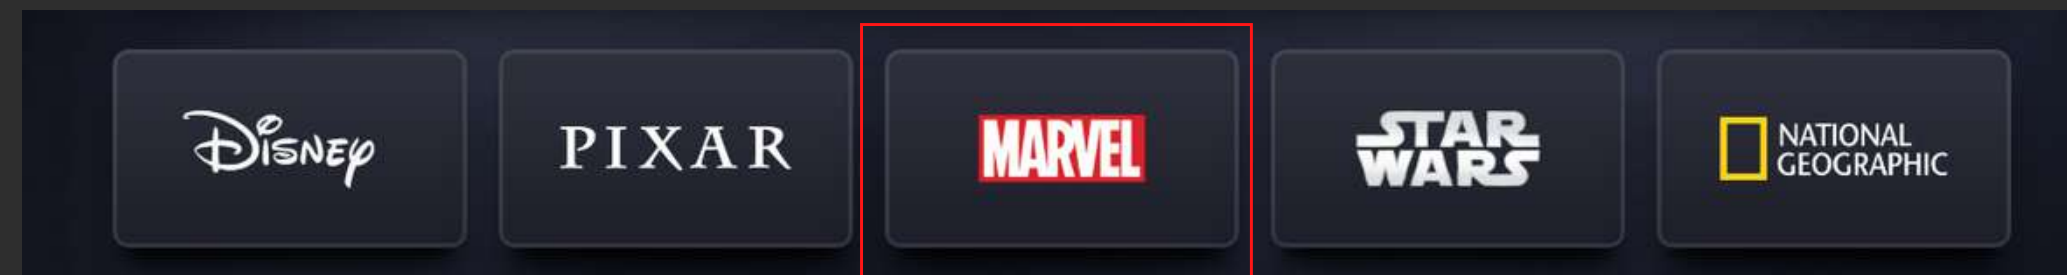 Disney
PIXAR
MARVEL
STAR
WARS
NATIONAL
GEOGRAPHIC